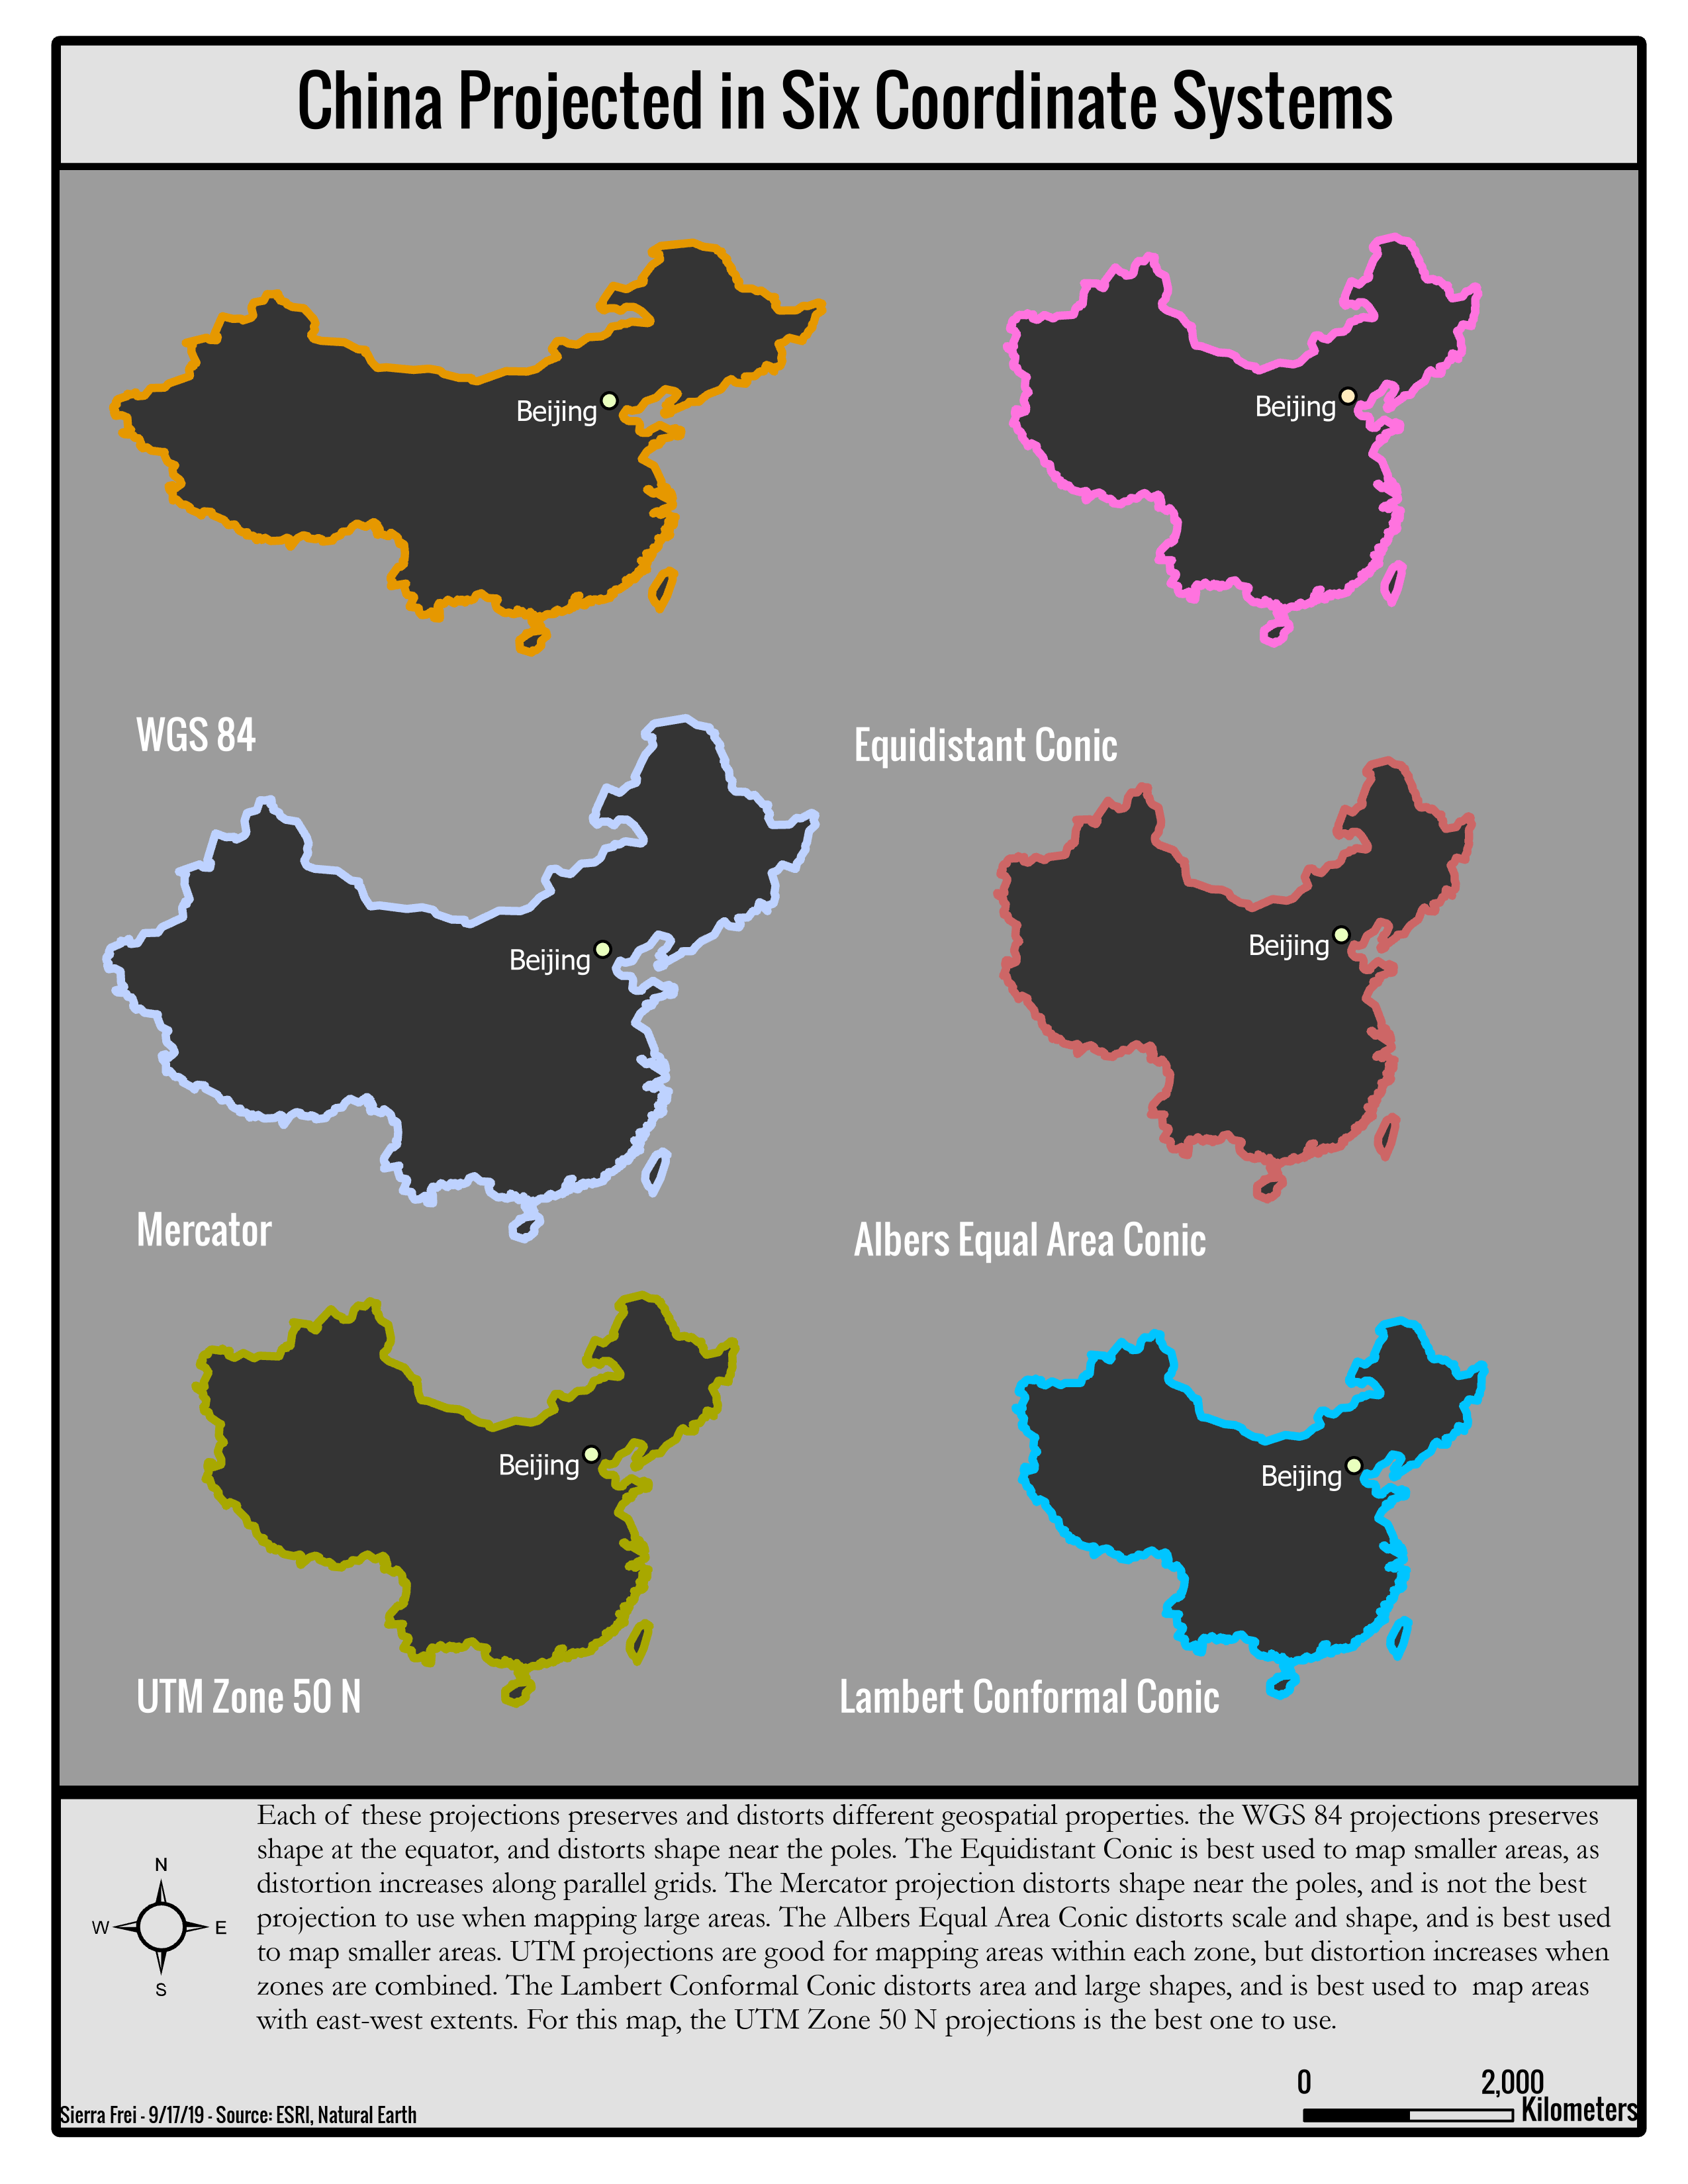 China Projected in Six Coordinate Systems
Beijing
Beijing
WGS 84
Equidistant Conic
Beijing
Beijing
Mercator
Albers Equal Area Conic
Beijing
Beijing
UTM Zone 50 N
Lambert Conformal Conic
Each of these projections preserves and distorts different geospatial properties. the WGS 84 projections preserves
shape at the equator, and distorts shape near the poles. The Equidistant Conic is best used to map smaller areas, as
distortion increases along parallel grids. The Mercator projection distorts shape near the poles, and is not the best
projection to use when mapping large areas. The Albers Equal Area Conic distorts scale and shape, and is best used
to map smaller areas. UTM projections are good for mapping areas within each zone, but distortion increases when
zones are combined. The Lambert Conformal Conic distorts area and large shapes, and is best used to  map areas
with east-west extents. For this map, the UTM Zone 50 N projections is the best one to use.
N
W
E
S
0
2,000
Kilometers
Sierra Frei - 9/17/19 - Source: ESRI, Natural Earth